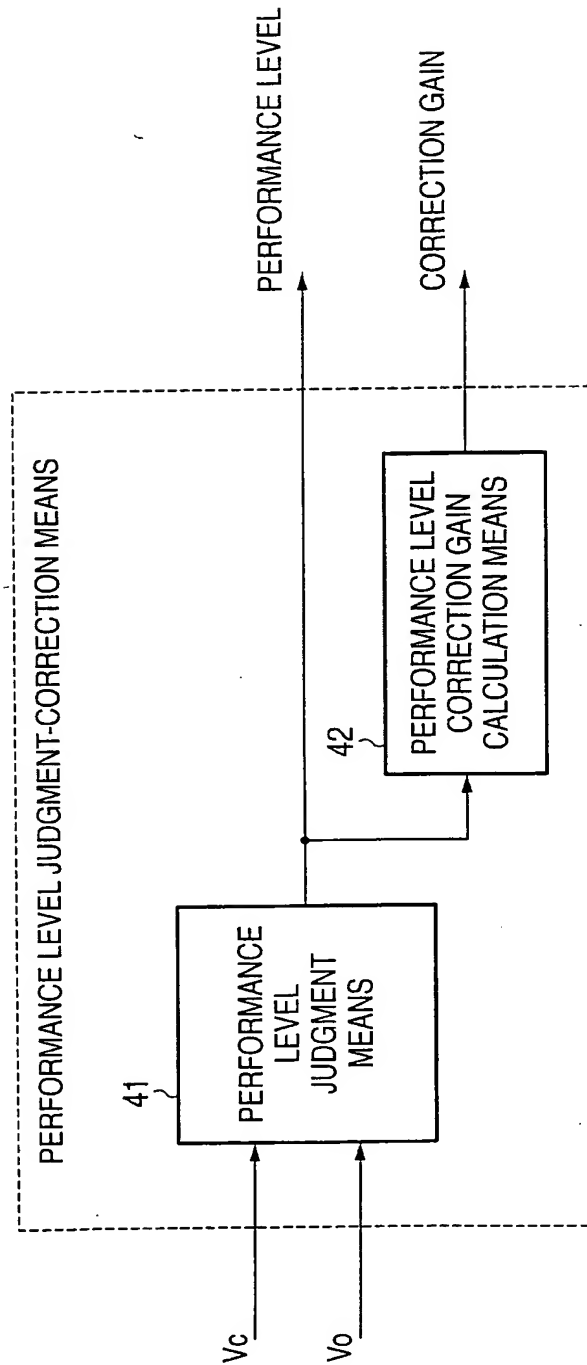 PERFORMANCE LEVEL JUDGMENT-CORRECTION MEANS
Vc
Vo
41
PERFORMANCE
LEVEL
JUDGMENT
MEANS
42
PERFORMANCE LEVEL
CORRECTION GAIN
CALCULATION MEANS
PERFORMANCE LEVEL
CORRECTION GAIN